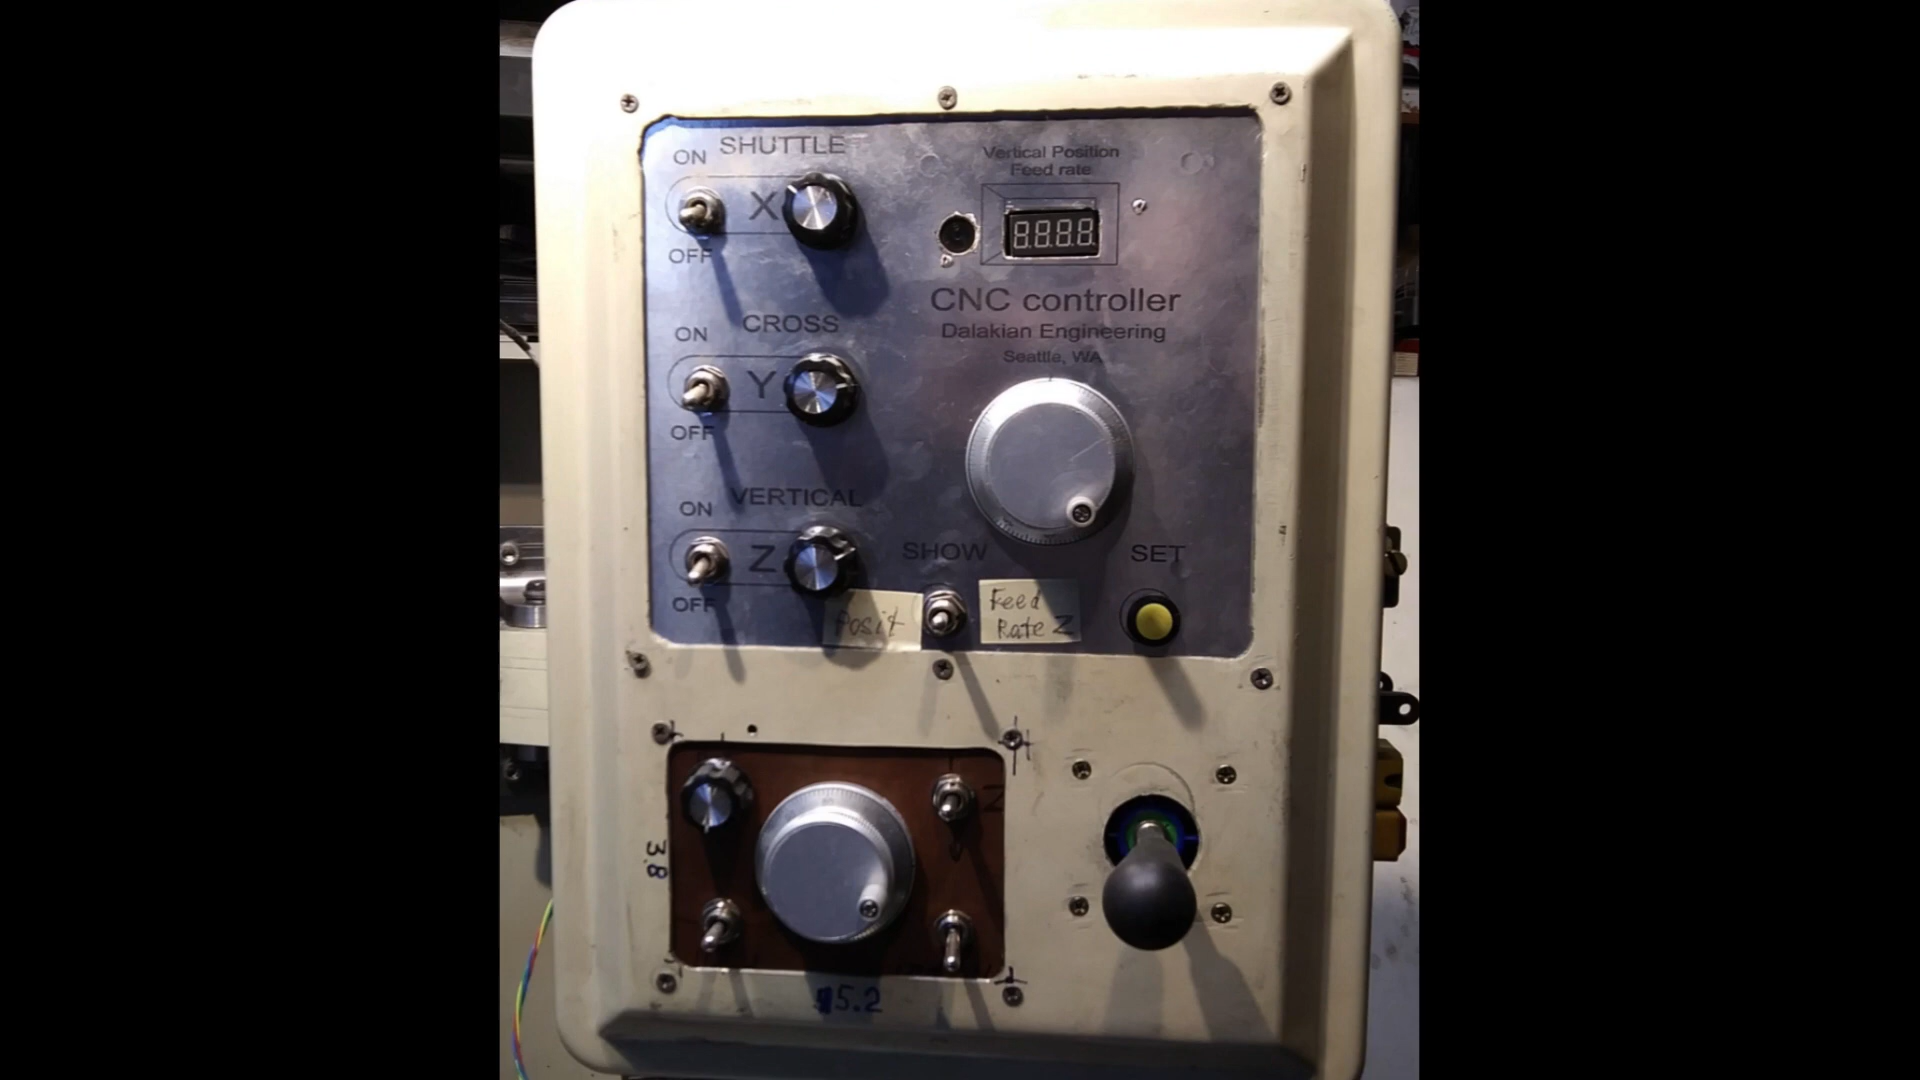 SHUTTLE
ON
X
OFF
Vertical Position
Feed rate
8.8.8.8.
CNC controller
Dalakian Engineering
Seattle, WA
CROSS
ON
Y
OFF
VERTICAL
ON
Z
OFF
SHOW
SET
Posit
Feed
Rate Z
3.8
5.2